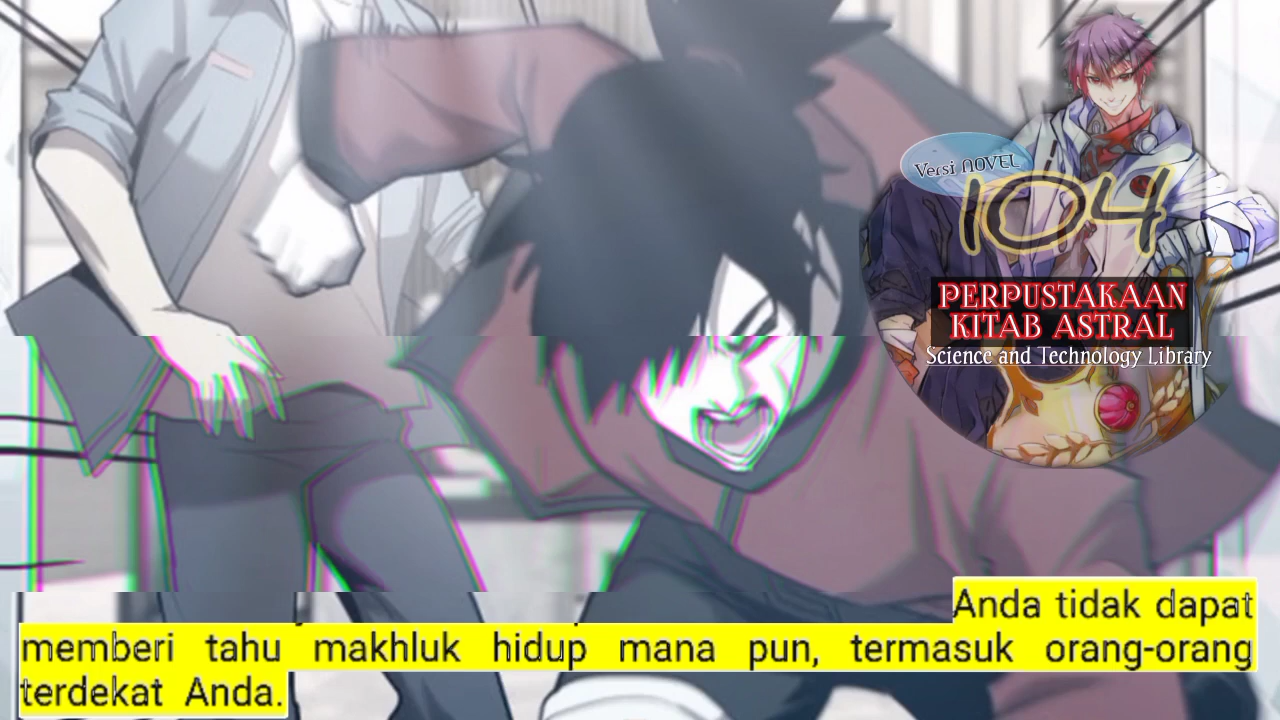 Versi NOVEL
104
PERPUSTAKAAN
KITAB ASTRAL
Science and Technology Library
Anda tidak dapat
memberi tahu makhluk hidup mana pun, termasuk orang-orang
terdekat Anda.